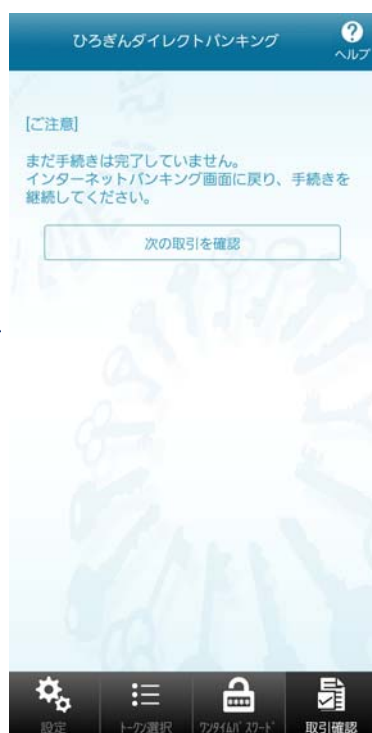 ひろぎんダイレクトバンキング
ヘルプ
[ご注意]
まだ手続きは完了していません。
インターネットバンキング画面に戻り、手続きを
継続してください。
次の取引を確認
設定
トークン選択
ワンタイムパスワード
取引確認